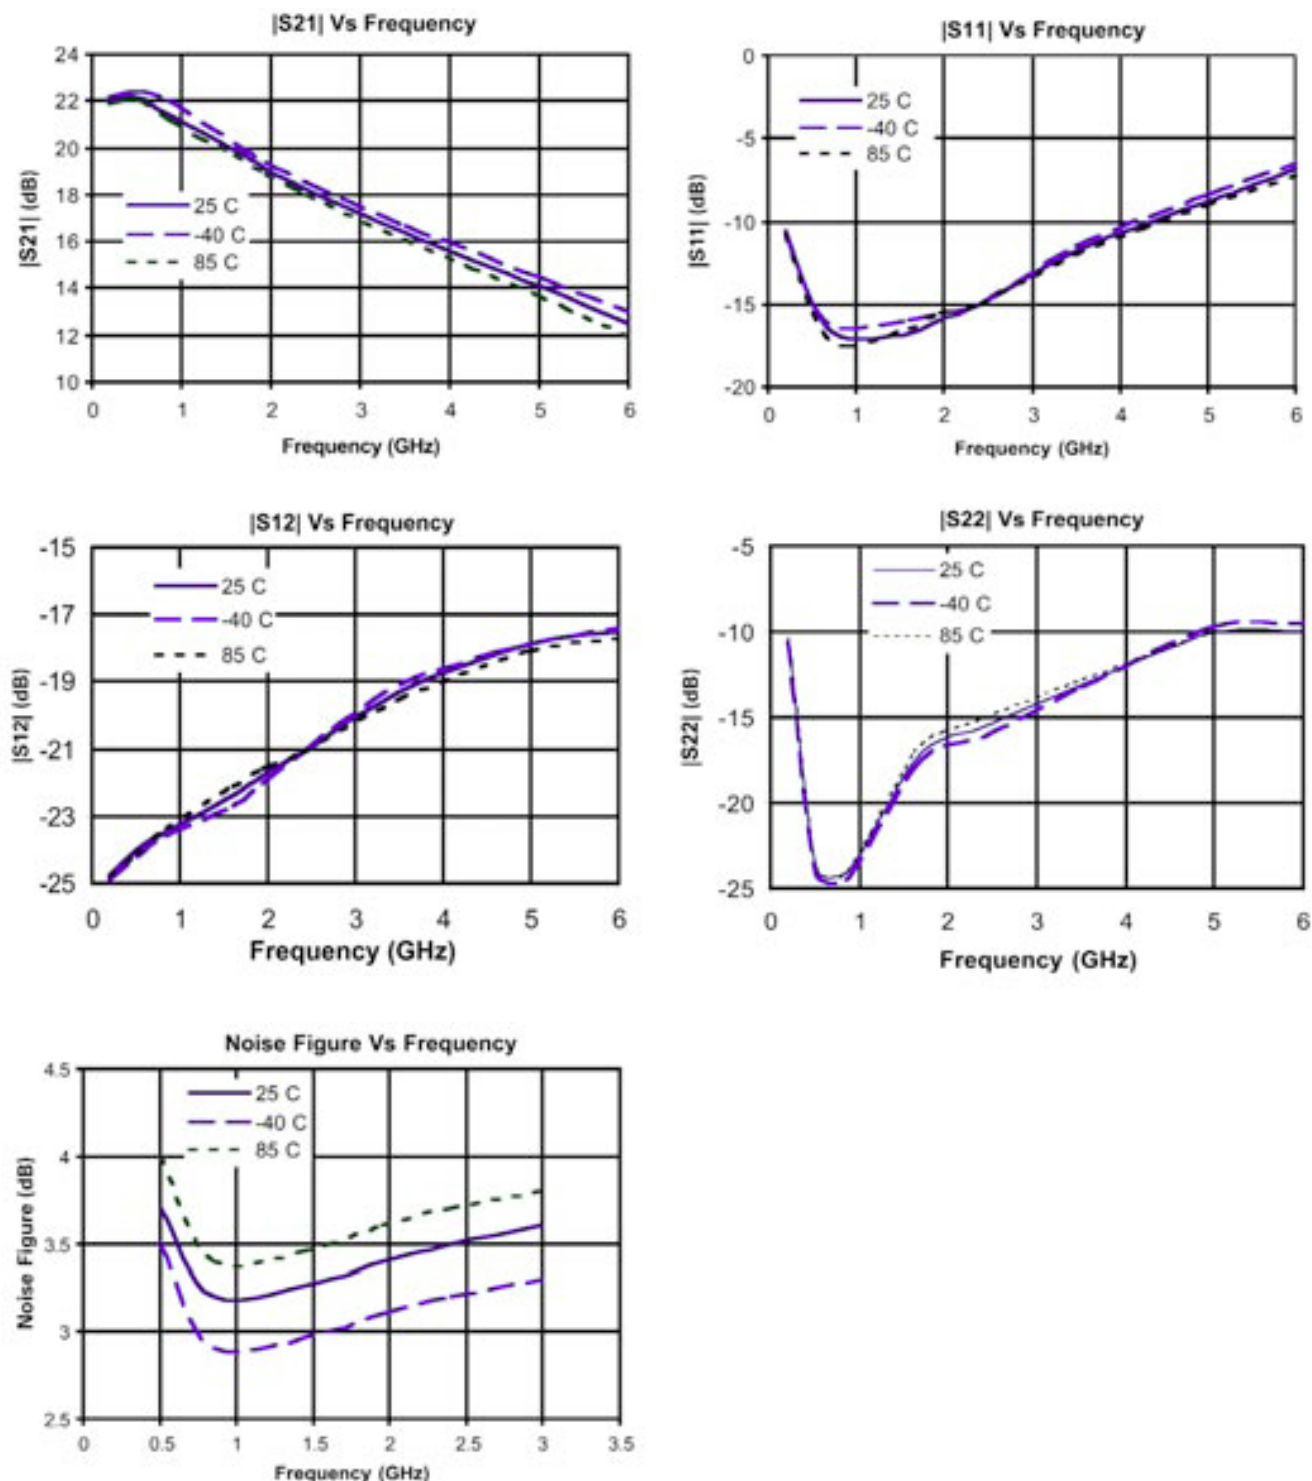 |S21| Vs Frequency
24
22
20
18
16
14
12
10
|S21| (dB)
25 C
-40 C
85 C
0 1 2 3 4 5 6
Frequency (GHz)
|S11| Vs Frequency
0
-5
-10
-15
-20
|S11| (dB)
25 C
-40 C
85 C
0 1 2 3 4 5 6
Frequency (GHz)
|S12| Vs Frequency
-15
-17
-19
-21
-23
-25
|S12| (dB)
25 C
-40 C
85 C
0 1 2 3 4 5 6
Frequency (GHz)
|S22| Vs Frequency
-5
-10
-15
-20
-25
|S22| (dB)
25 C
-40 C
85 C
0 1 2 3 4 5 6
Frequency (GHz)
Noise Figure Vs Frequency
4.5
4
3.5
3
2.5
Noise Figure (dB)
25 C
-40 C
85 C
0 0.5 1 1.5 2 2.5 3 3.5
Frequency (GHz)